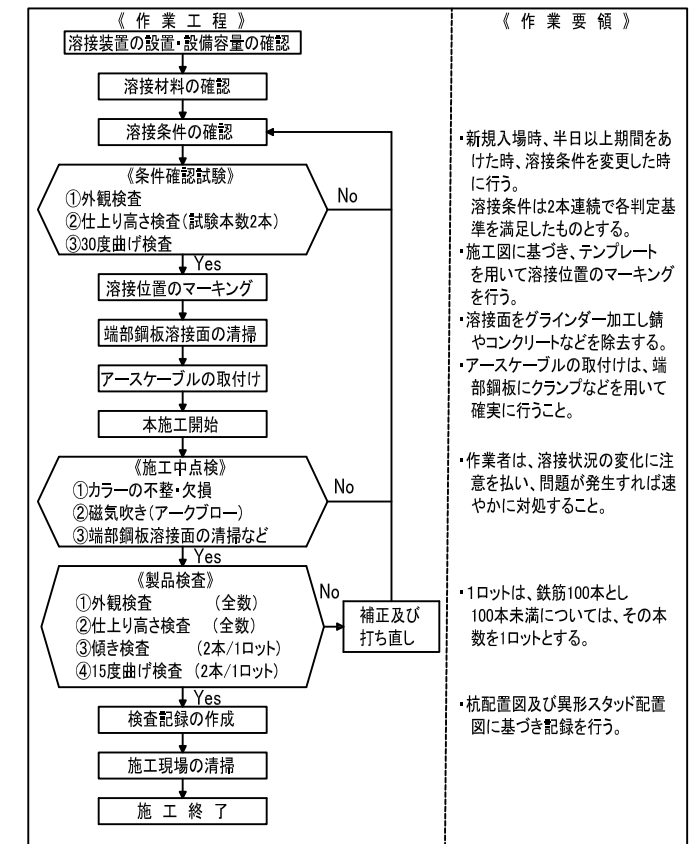 《 作 業 工 程 》
溶接装置の設置・設備容量の確認
溶接材料の確認
溶接条件の確認
《条件確認試験》
①外観検査
②仕上り高さ検査(試験本数2本)
③30度曲げ検査
No
Yes
溶接位置のマーキング
端部鋼板溶接面の清掃
アースケーブルの取付け
本施工開始
《施工中点検》
①カラーの不整・欠損
②磁気吹き(アークブロー)
③端部鋼板溶接面の清掃など
No
Yes
《製品検査》
①外観検査 (全数)
②仕上り高さ検査 (全数)
③傾き検査 (2本/1ロット)
④15度曲げ検査 (2本/1ロット)
No
補正及び
打ち直し
Yes
検査記録の作成
施工現場の清掃
施 工 終 了
《 作 業 要 領 》
・新規入場時、半日以上期間をあ
けた時、溶接条件を変更した時
に行う。
溶接条件は2本連続で各判定基
準を満足したものとする。
・施工図に基づき、テンプレート
を用いて溶接位置のマーキング
を行う。
・溶接面をグラインダー加工し錆
やコンクリートなどを除去する。
・アースケーブルの取付けは、端
部鋼板にクランプなどを用いて
確実に行うこと。
・作業者は、溶接状況の変化に注
意を払い、問題が発生すれば速
やかに対処すること。
・1ロットは、鉄筋100本とし
100本未満については、その本
数を1ロットとする。
・杭配置図及び異形スタッド配置
図に基づき記録を行う。